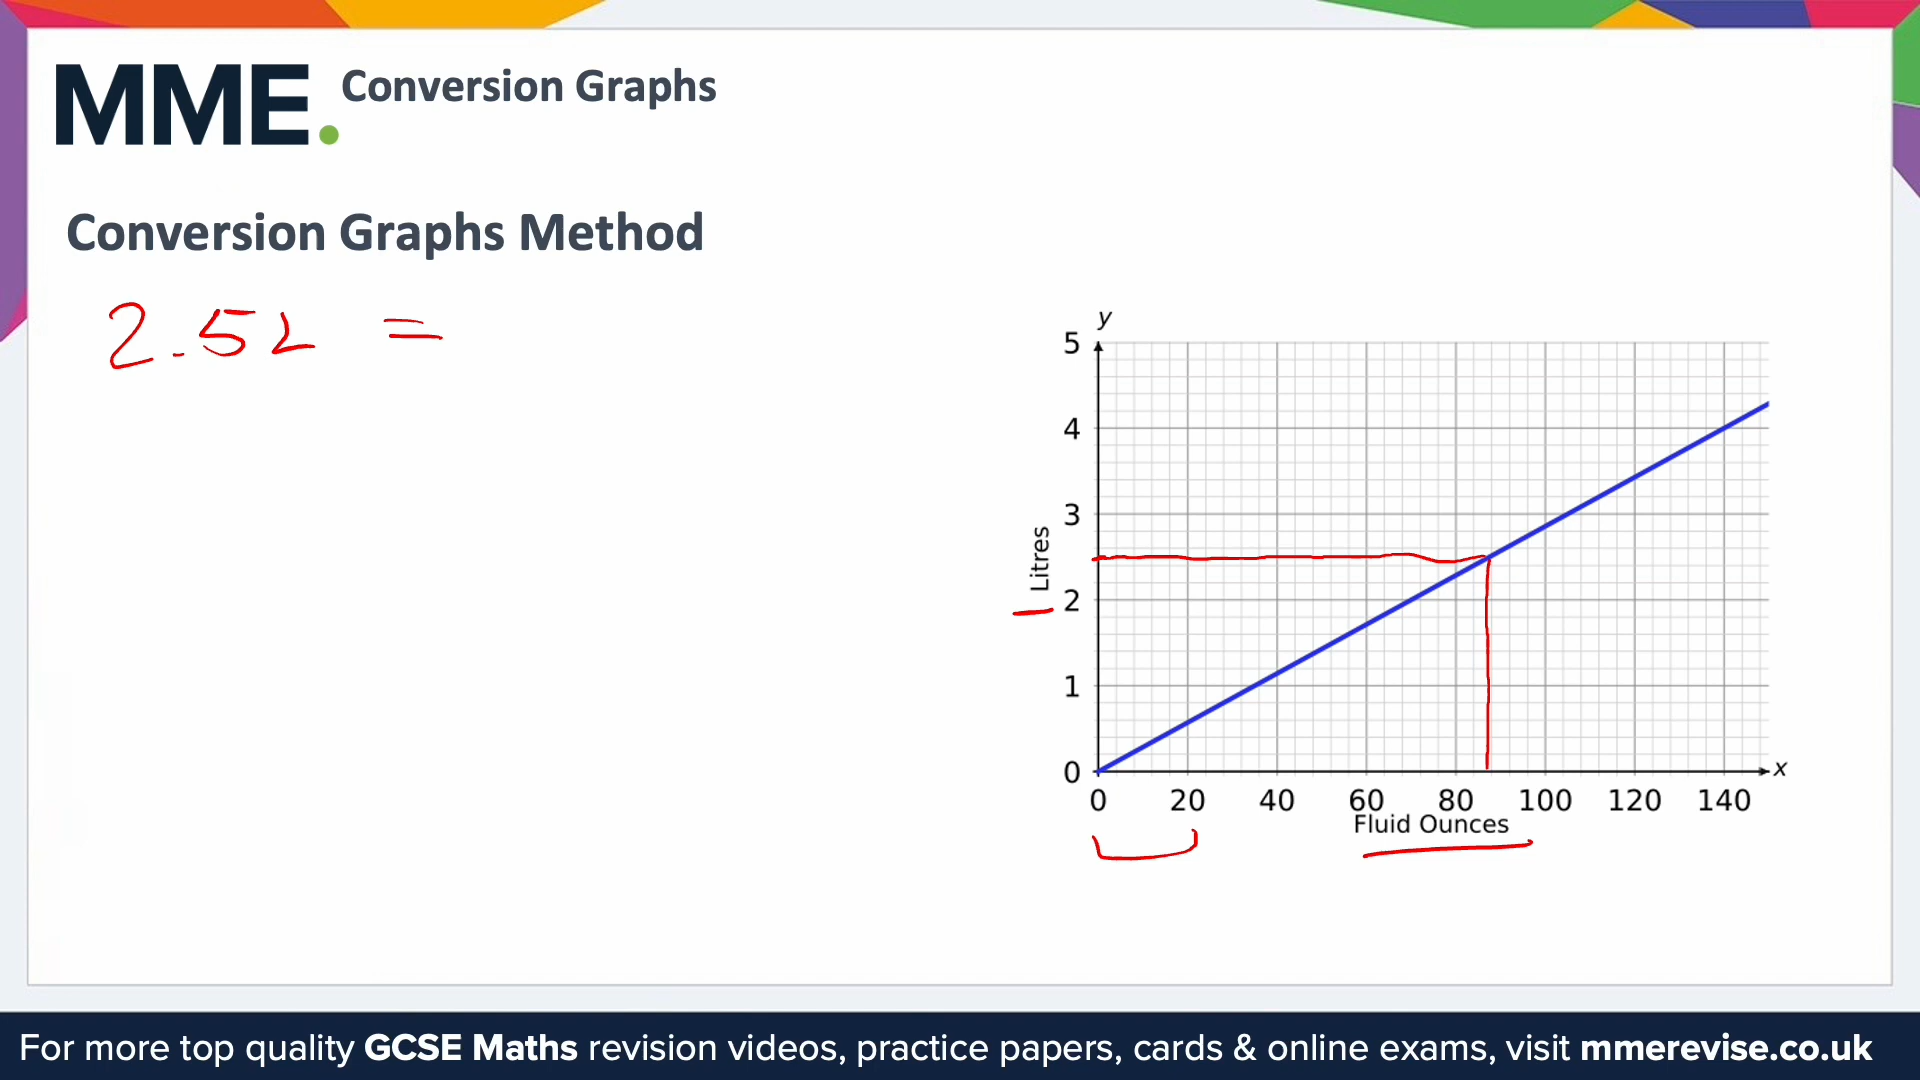 MME. Conversion Graphs
Conversion Graphs Method
2.5L =
y
5
4
3
2
1
0
Litres
x
0 20 40 60 80 100 120 140
Fluid Ounces
For more top quality GCSE Maths revision videos, practice papers, cards & online exams, visit mmerevise.co.uk